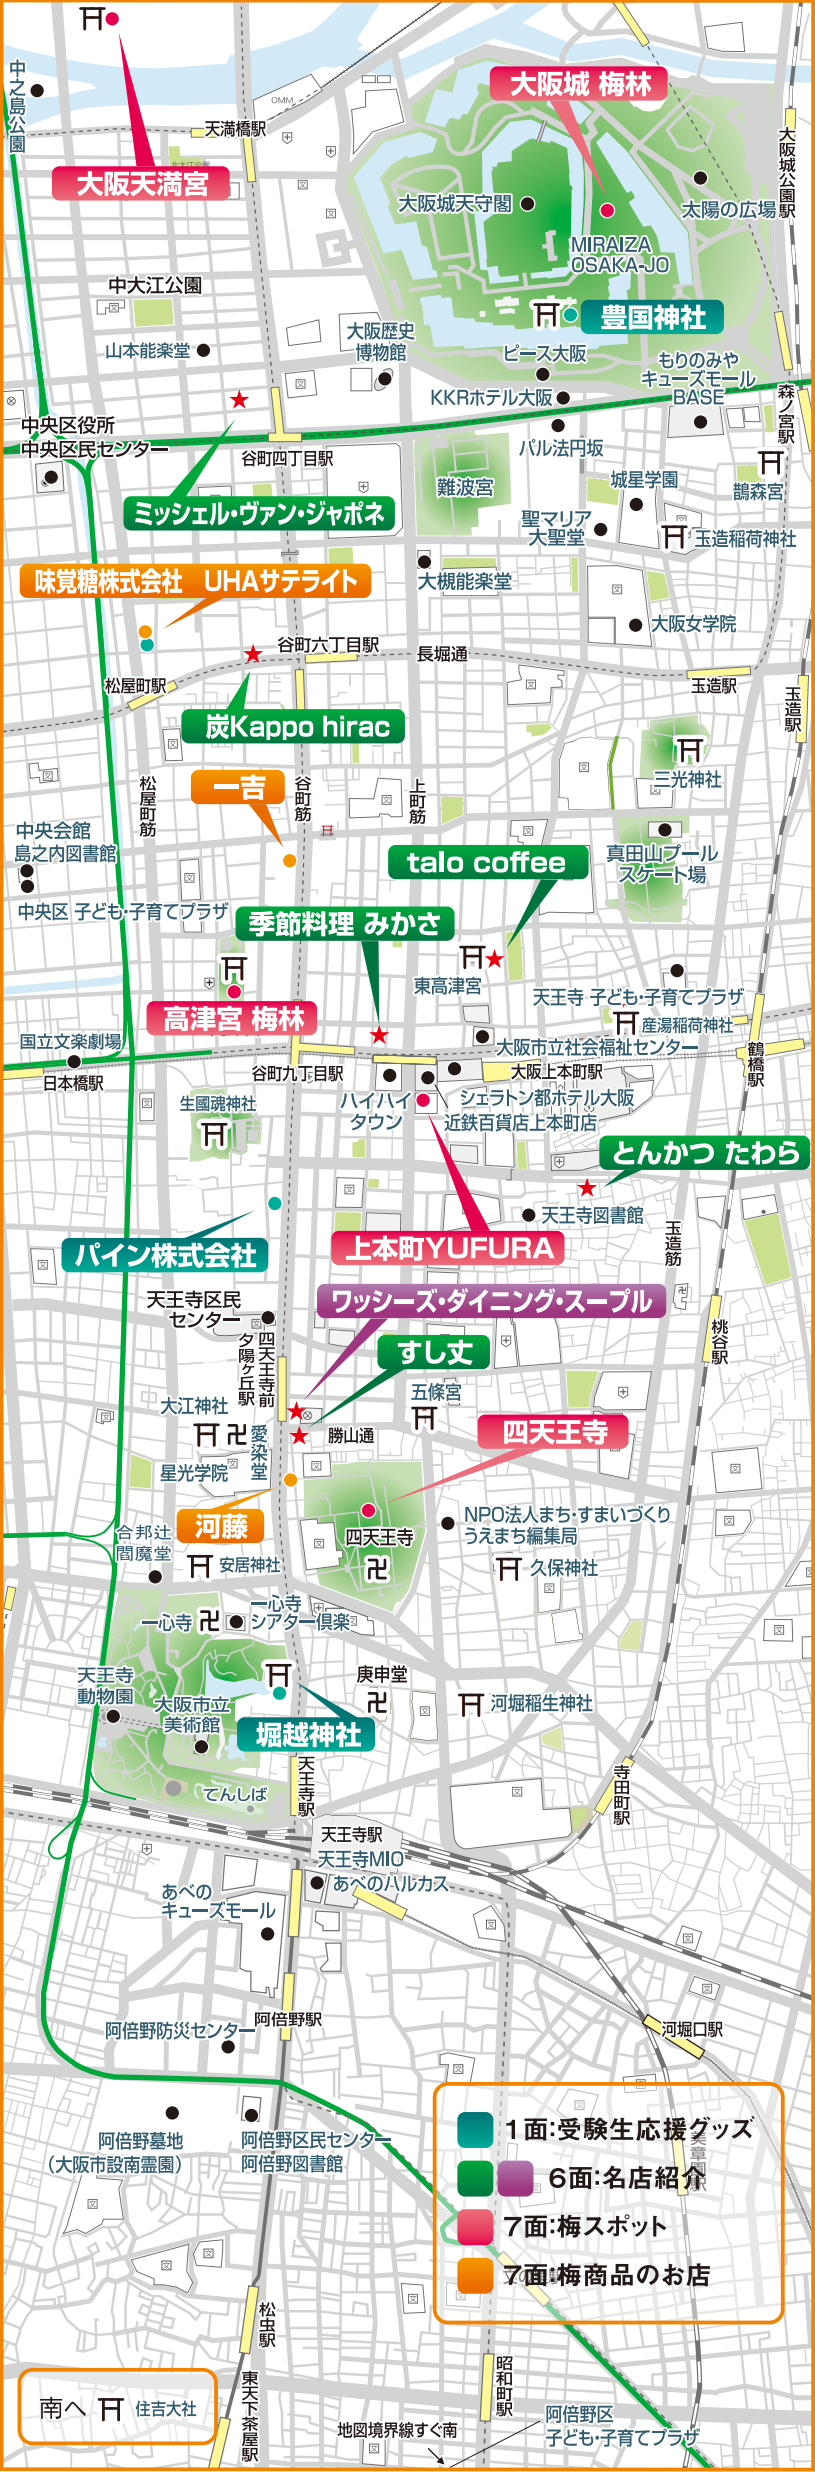 中之島公園
OMM
天満橋駅
大阪天満宮
大阪城 梅林
大阪城公園駅
大阪城天守閣
太陽の広場
MIRAIZA
OSAKA-JO
中大江公園
豊国神社
山本能楽堂
大阪歴史
博物館
ピース大阪
もりのみや
キューズモール
BASE
KKRホテル大阪
森ノ宮駅
中央区役所
中央区民センター
谷町四丁目駅
パル法円坂
難波宮
城星学園
鵲森宮
ミッシェル・ヴァン・ジャポネ
聖マリア
大聖堂
玉造稲荷神社
味覚糖株式会社 UHAサテライト
大槻能楽堂
大阪女学院
谷町六丁目駅
長堀通
松屋町駅
玉造駅
玉造駅
炭Kappo hirac
三光神社
一吉
松屋町筋
谷町筋
上町筋
中央会館
島之内図書館
talo coffee
真田山プール
スケート場
中央区 子ども・子育てプラザ
季節料理 みかさ
東高津宮
天王寺 子ども・子育てプラザ
高津宮 梅林
産湯稲荷神社
国立文楽劇場
大阪市立社会福祉センター
鶴橋駅
日本橋駅
谷町九丁目駅
大阪上本町駅
生國魂神社
ハイハイ
タウン
シェラトン都ホテル大阪
近鉄百貨店上本町店
とんかつ たわら
天王寺図書館
玉造筋
パイン株式会社
上本町YUFURA
天王寺区民
センター
ワッシーズ・ダイニング・スープル
桃谷駅
四天王寺前
夕陽ヶ丘駅
すし丈
大江神社
五條宮
愛染堂
勝山通
四天王寺
星光学院
河藤
NPO法人まち・すまいづくり
うえまち編集局
合邦辻
閻魔堂
四天王寺
安居神社
久保神社
一心寺
一心寺
シアター倶楽
天王寺
動物園
大阪市立
美術館
庚申堂
河堀稲生神社
堀越神社
天王寺駅
寺田町駅
てんしば
天王寺駅
天王寺MIO
あべのハルカス
あべの
キューズモール
阿倍野防災センター
阿倍野駅
河堀口駅
阿倍野墓地
(大阪市設南霊園)
阿倍野区民センター
阿倍野図書館
1面:受験生応援グッズ
美章園駅
6面:名店紹介
7面:梅スポット
7面:梅商品のお店
松虫駅
昭和町駅
東天下茶屋駅
南へ 住吉大社
地図境界線すぐ南
阿倍野区
子ども・子育てプラザ